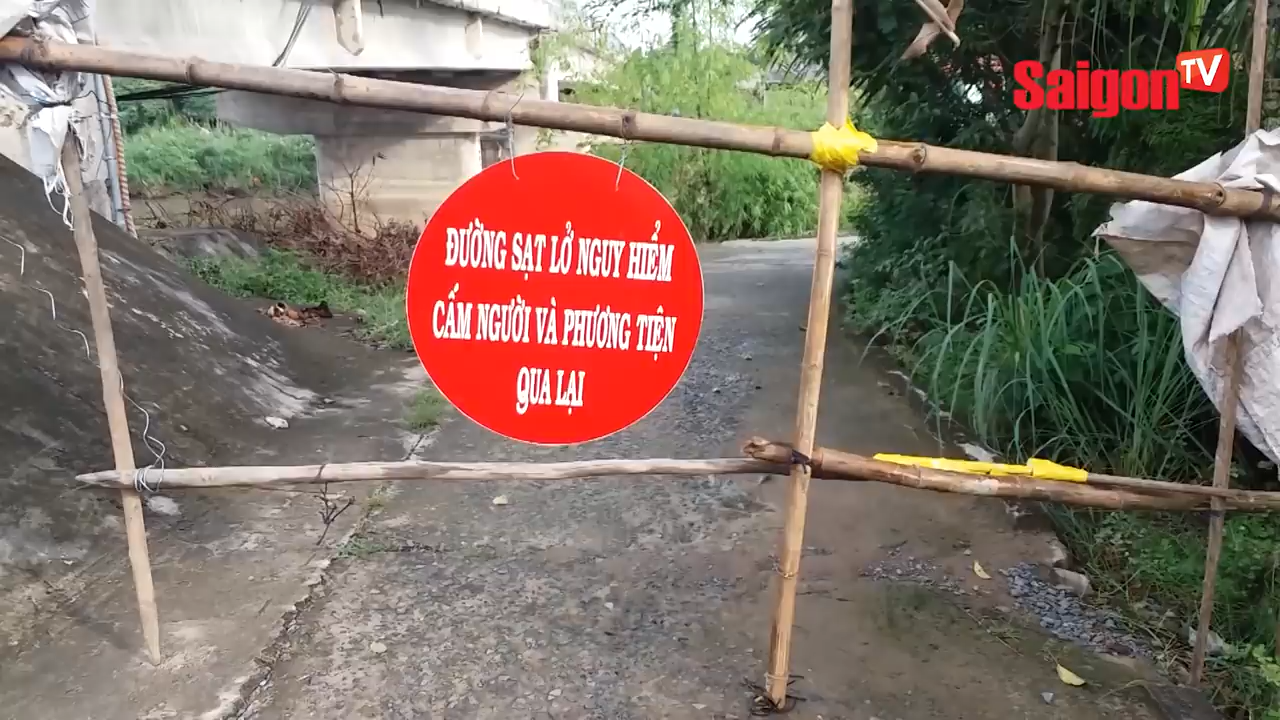 Saigon TV
ĐƯỜNG SẠT LỞ NGUY HIỂM
CẤM NGƯỜI VÀ PHƯƠNG TIỆN
QUA LẠI